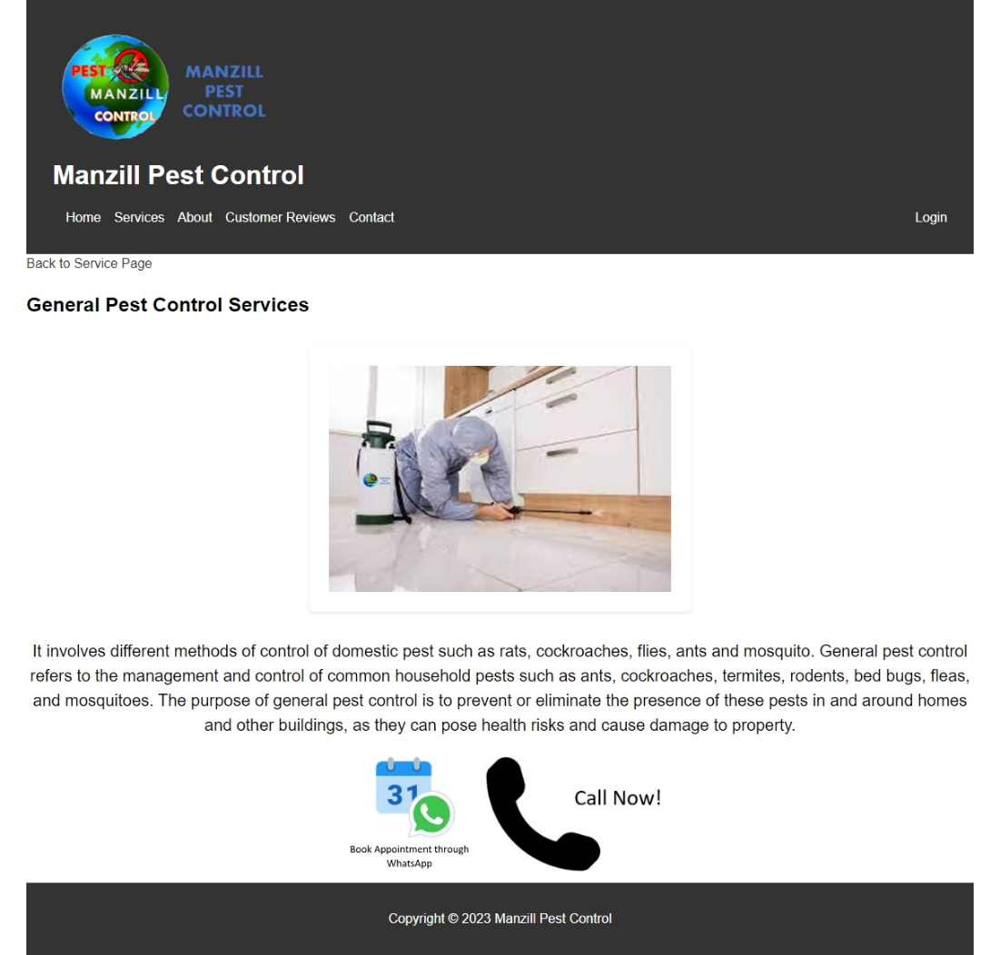 PEST
MANZILL
CONTROL
MANZILL
PEST
CONTROL
Manzill Pest Control
Home Services About Customer Reviews Contact Login
Back to Service Page
General Pest Control Services
It involves different methods of control of domestic pest such as rats, cockroaches, flies, ants and mosquito. General pest control
refers to the management and control of common household pests such as ants, cockroaches, termites, rodents, bed bugs, fleas,
and mosquitoes. The purpose of general pest control is to prevent or eliminate the presence of these pests in and around homes
and other buildings, as they can pose health risks and cause damage to property.
31
Call Now!
Book Appointment through
WhatsApp
Copyright © 2023 Manzill Pest Control